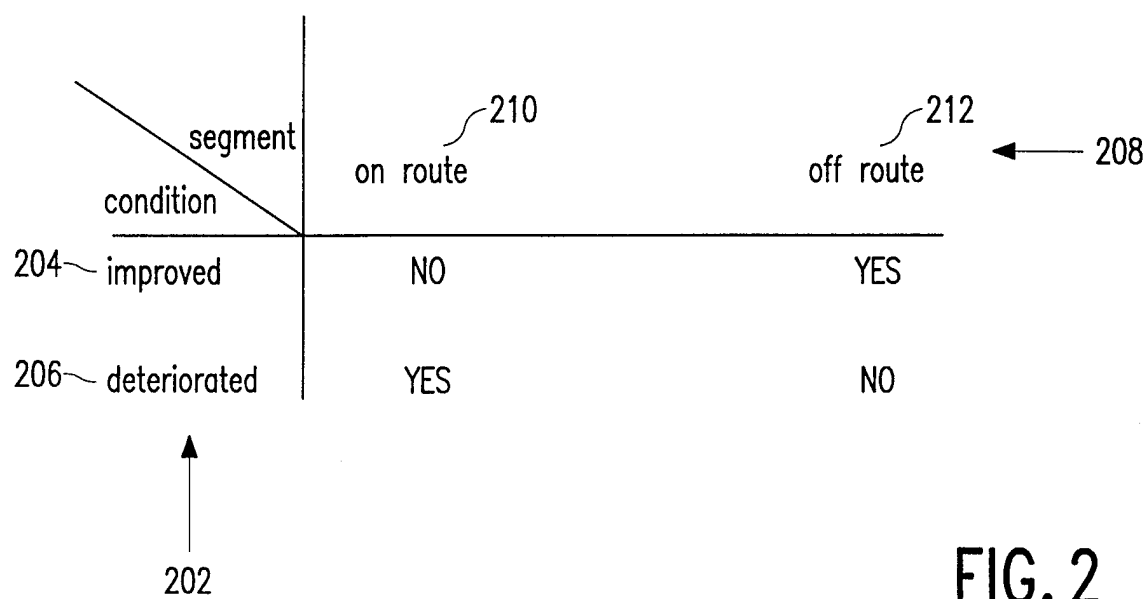 210
212
segment
208
on route
off route
condition
204
improved
NO
YES
206
deteriorated
YES
NO
202
FIG. 2